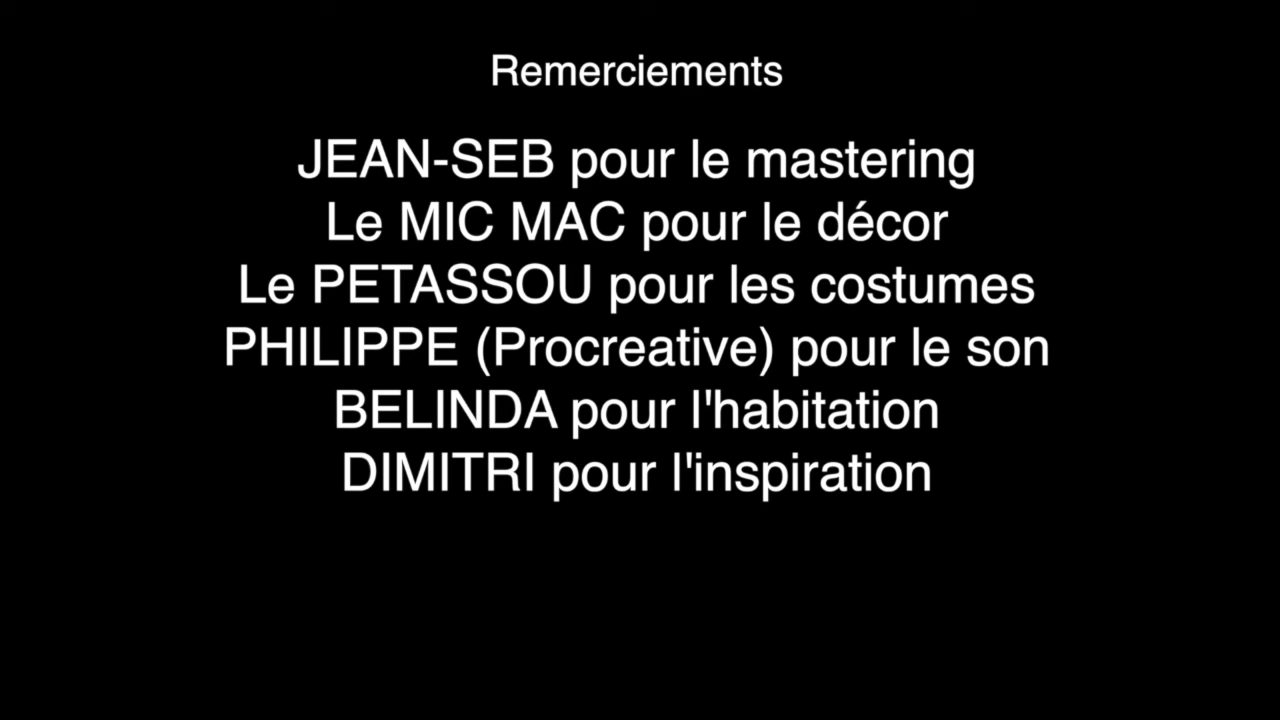 Remerciements
JEAN-SEB pour le mastering
Le MIC MAC pour le décor
Le PETASSOU pour les costumes
PHILIPPE (Procreative) pour le son
BELINDA pour l'habitation
DIMITRI pour l'inspiration